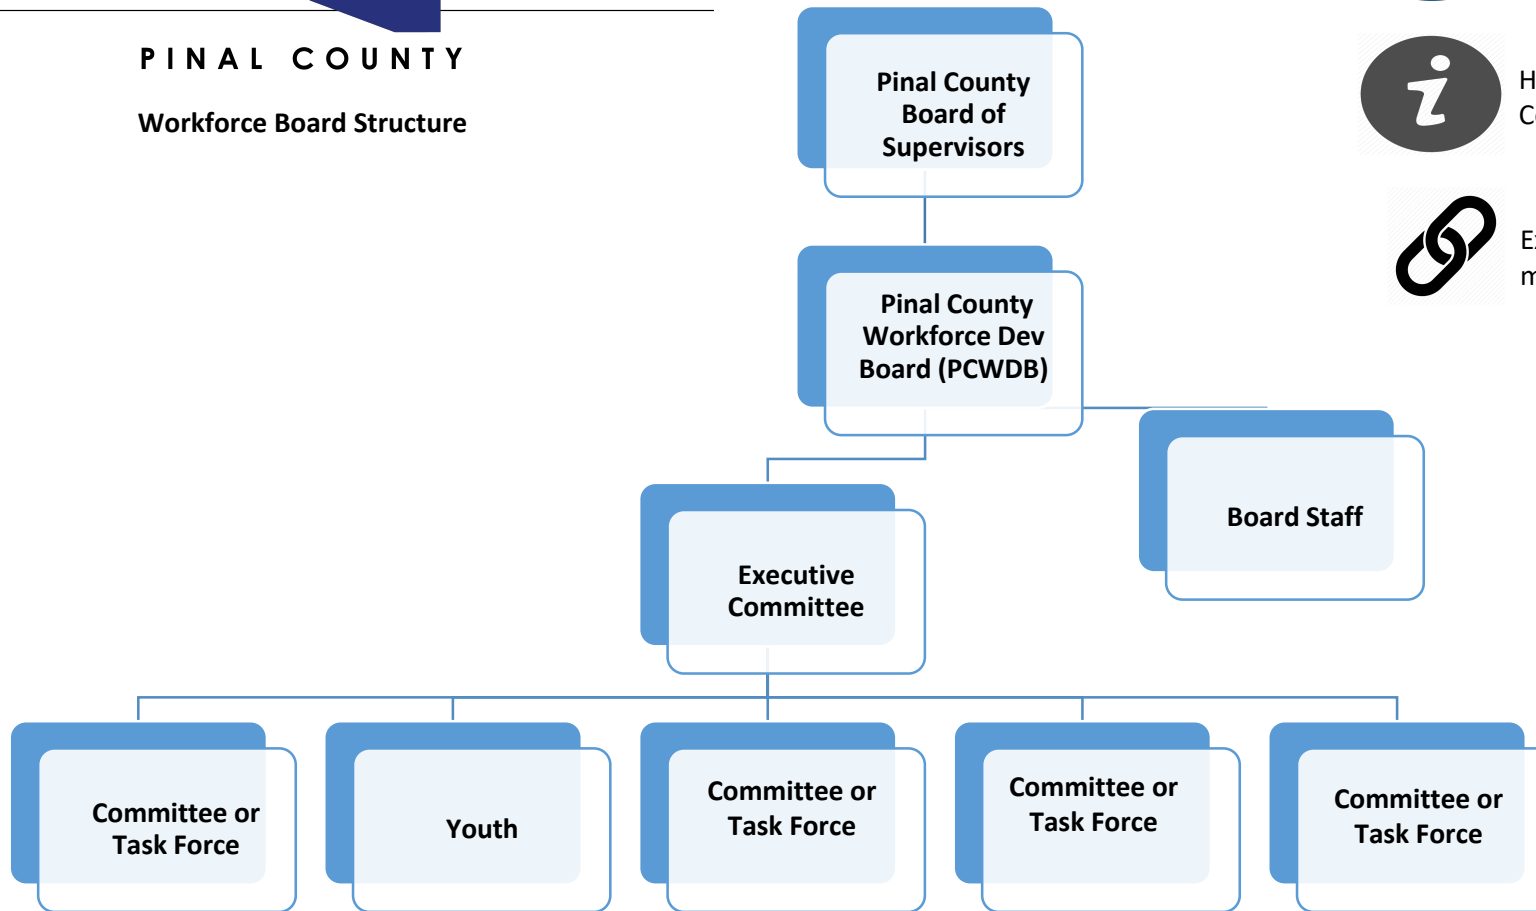 PINAL COUNTY
Workforce Board Structure
Pinal County
Board of
Supervisors
Pinal County
Workforce Dev
Board (PCWDB)
Board Staff
Executive
Committee
Committee or
Task Force
Youth
Committee or
Task Force
Committee or
Task Force
Committee or
Task Force